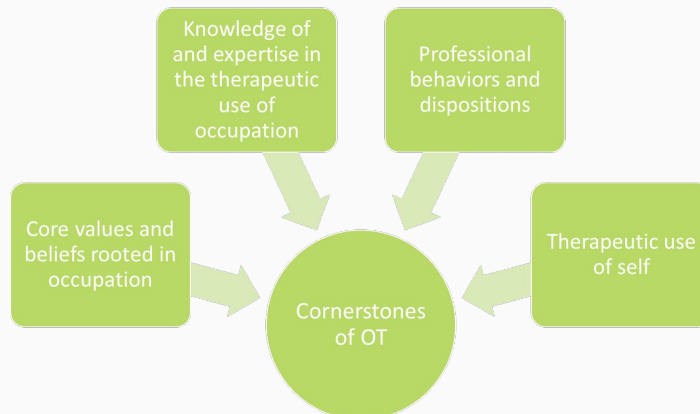 Knowledge of
and expertise in
the therapeutic
use of
occupation
Professional
behaviors and
dispositions
Core values and
beliefs rooted in
occupation
Therapeutic use
of self
Cornerstones
of OT